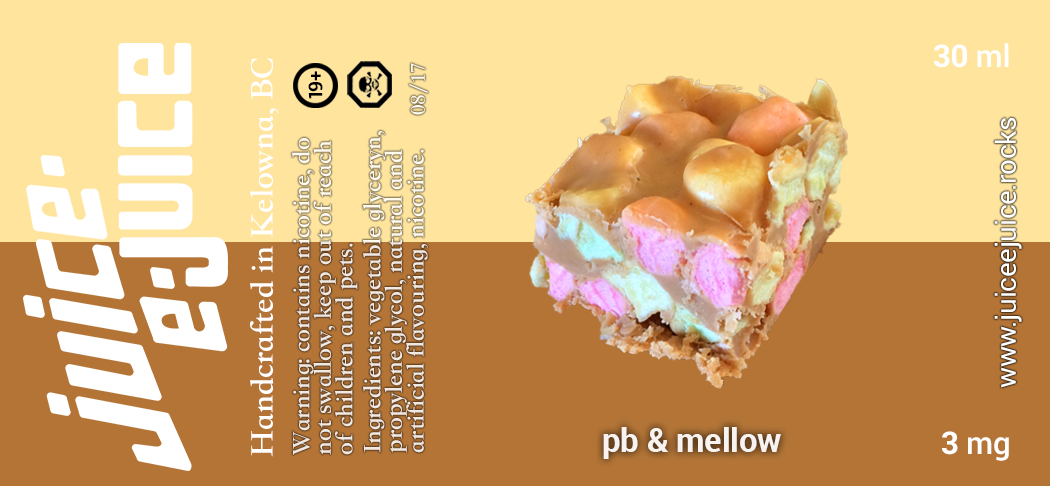 juice·
e·juice
Handcrafted in Kelowna, BC
19+
Warning: contains nicotine, do
not swallow, keep out of reach
of children and pets.
Ingredients: vegetable glyceryn,
propylene glycol, natural and
artificial flavouring, nicotine.
08/17
pb & mellow
30 ml
www.juiceejuice.rocks
3 mg